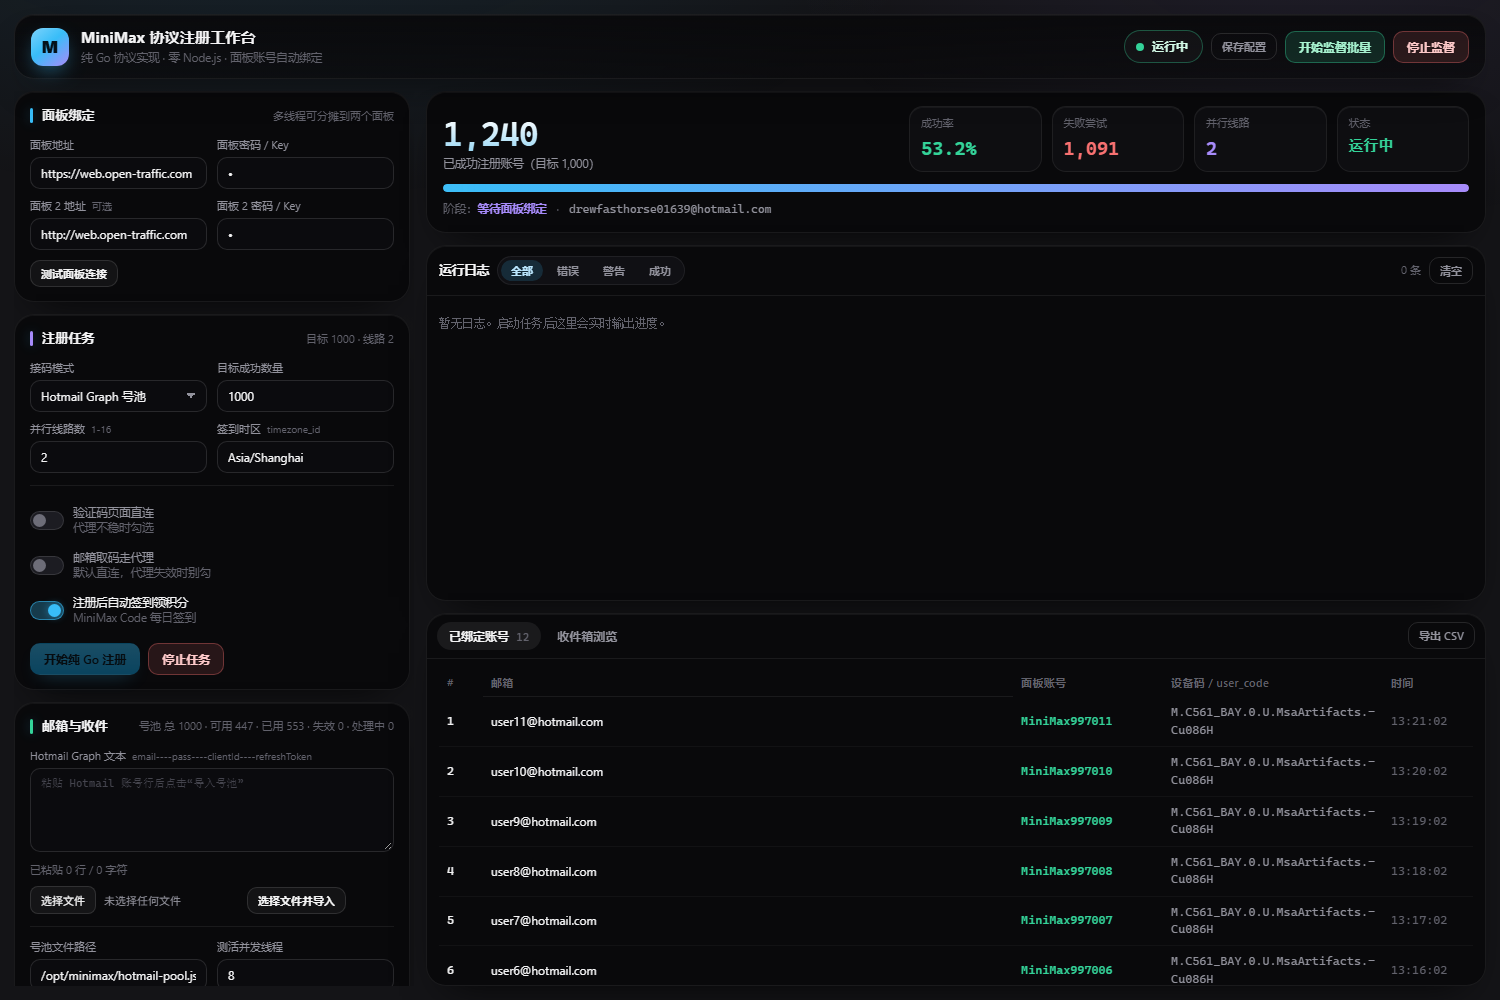 M
MiniMax 协议注册工作台
纯 Go 协议实现 · 零 Node.js · 面板账号自动绑定
运行中
保存配置
开始监督批量
停止监督
面板绑定
多线程可分摊到两个面板
面板地址
面板密码 / Key
https://web.open-traffic.com
•
面板 2 地址 可选
面板 2 密码 / Key
http://web.open-traffic.com
•
测试面板连接
注册任务
目标 1000 · 线路 2
接码模式
目标成功数量
Hotmail Graph 号池
1000
并行线路数 1-16
签到时区 timezone_id
2
Asia/Shanghai
验证码页面直连
代理不稳时勾选
邮箱取码走代理
默认直连，代理失效时别勾
注册后自动签到领积分
MiniMax Code 每日签到
开始纯 Go 注册
停止任务
邮箱与收件
号池 总 1000 · 可用 447 · 已用 553 · 失效 0 · 处理中 0
Hotmail Graph 文本 email----pass----clientId----refreshToken
粘贴 Hotmail 账号行后点击“导入号池”
已粘贴 0 行 / 0 字符
选择文件
未选择任何文件
选择文件并导入
号池文件路径
测活并发线程
/opt/minimax/hotmail-pool.js
8
1,240
已成功注册账号（目标 1,000）
成功率
53.2%
失败尝试
1,091
并行线路
2
状态
运行中
阶段: 等待面板绑定 · drewfasthorse01639@hotmail.com
运行日志
全部
错误
警告
成功
0 条
清空
暂无日志。启动任务后这里会实时输出进度。
已绑定账号 12
收件箱浏览
导出 CSV
# 邮箱 面板账号 设备码 / user_code 时间
1 user11@hotmail.com MiniMax997011 M.C561_BAY.0.U.MsaArtifacts.-Cu086H 13:21:02
2 user10@hotmail.com MiniMax997010 M.C561_BAY.0.U.MsaArtifacts.-Cu086H 13:20:02
3 user9@hotmail.com MiniMax997009 M.C561_BAY.0.U.MsaArtifacts.-Cu086H 13:19:02
4 user8@hotmail.com MiniMax997008 M.C561_BAY.0.U.MsaArtifacts.-Cu086H 13:18:02
5 user7@hotmail.com MiniMax997007 M.C561_BAY.0.U.MsaArtifacts.-Cu086H 13:17:02
6 user6@hotmail.com MiniMax997006 M.C561_BAY.0.U.MsaArtifacts.-Cu086H 13:16:02